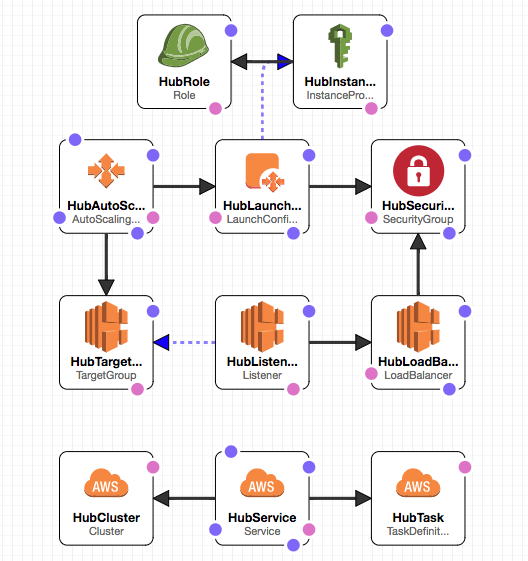 HubRole
Role
HubInstan...
InstancePro...
HubAutoSc...
AutoScaling...
HubLaunch...
LaunchConfi...
HubSecuri...
SecurityGroup
HubTarget...
TargetGroup
HubListen...
Listener
HubLoadBa...
LoadBalancer
AWS
HubCluster
Cluster
AWS
HubService
Service
AWS
HubTask
TaskDefinit...